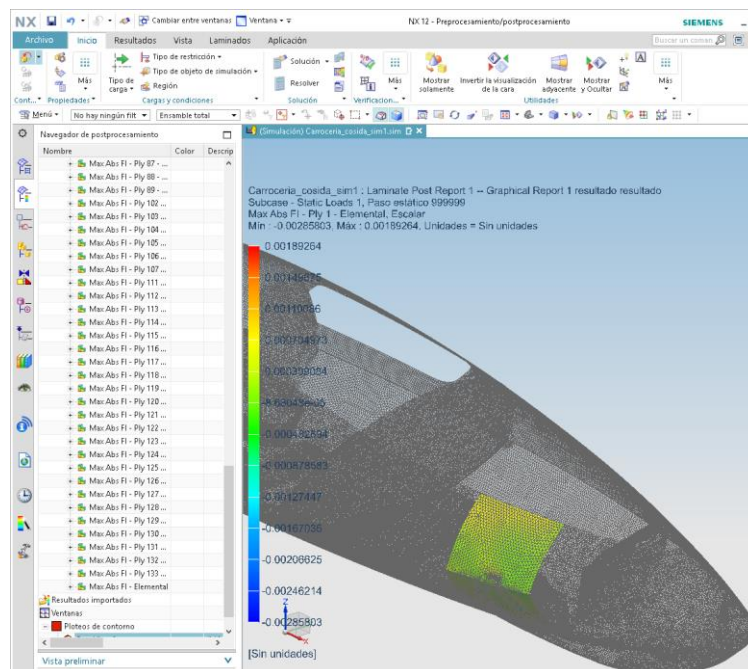 NX
Cambiar entre ventanas
Ventana
NX 12 - Preprocesamiento/postprocesamiento
SIEMENS
Archivo
Inicio
Resultados
Vista
Laminados
Aplicación
Buscar un coman
Más
Tipo de carga
Tipo de restricción
Tipo de objeto de simulación
Región
Solución
Resolver
Más
Mostrar solamente
Invertir la visualización de la cara
Mostrar adyacente
Mostrar y Ocultar
Más
Cont...
Propiedades
Cargas y condiciones
Solución
Verificacion...
Utilidades
Menú
No hay ningún filt
Ensamble total
Navegador de postprocesamiento
(Simulación) Carroceria_cosida_sim1.sim
Nombre
Color
Descrip
Max Abs FI - Ply 87 - ...
Max Abs FI - Ply 88 - ...
Max Abs FI - Ply 89 - ...
Max Abs FI - Ply 102 ...
Max Abs FI - Ply 103 ...
Max Abs FI - Ply 104 ...
Max Abs FI - Ply 105 ...
Max Abs FI - Ply 106 ...
Max Abs FI - Ply 107 ...
Max Abs FI - Ply 111 ...
Max Abs FI - Ply 112 ...
Max Abs FI - Ply 113 ...
Max Abs FI - Ply 114 ...
Max Abs FI - Ply 115 ...
Max Abs FI - Ply 116 ...
Max Abs FI - Ply 117 ...
Max Abs FI - Ply 118 ...
Max Abs FI - Ply 119 ...
Max Abs FI - Ply 120 ...
Max Abs FI - Ply 121 ...
Max Abs FI - Ply 122 ...
Max Abs FI - Ply 123 ...
Max Abs FI - Ply 124 ...
Max Abs FI - Ply 125 ...
Max Abs FI - Ply 126 ...
Max Abs FI - Ply 127 ...
Max Abs FI - Ply 128 ...
Max Abs FI - Ply 129 ...
Max Abs FI - Ply 130 ...
Max Abs FI - Ply 131 ...
Max Abs FI - Ply 132 ...
Max Abs FI - Ply 133 ...
Max Abs FI - Elemental
Resultados importados
Ventanas
Ploteos de contorno
Vista preliminar
Carroceria_cosida_sim1 : Laminate Post Report 1 -- Graphical Report 1 resultado resultado
Subcase - Static Loads 1, Paso estático 999999
Max Abs FI - Ply 1 - Elemental, Escalar
Mín : -0.00285803, Máx : 0.00189264, Unidades = Sin unidades
0.00189264
0.00110086
-0.00127447
-0.00206625
-0.00246214
-0.00285803
Z
X
[Sin unidades]